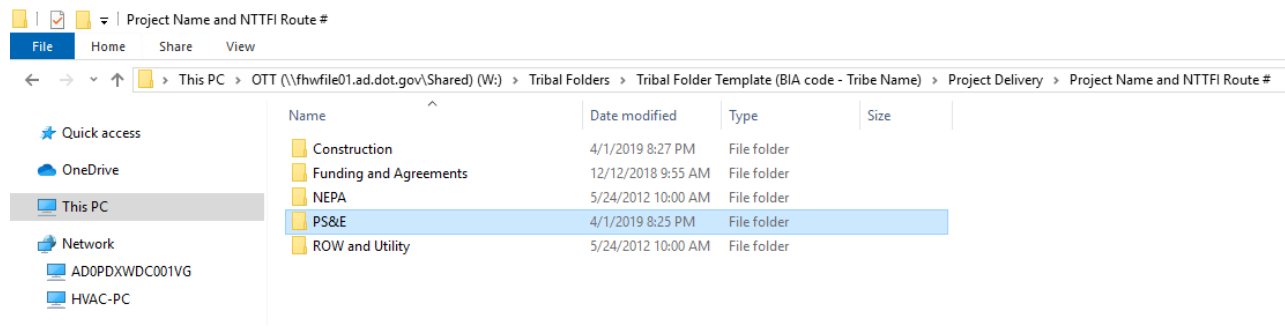 Project Name and NTTFI Route #
File Home Share View
This PC > OTT (\\fhwfile01.ad.dot.gov\Shared) (W:) > Tribal Folders > Tribal Folder Template (BIA code - Tribe Name) > Project Delivery > Project Name and NTTFI Route #
Name Date modified Type Size
Quick access
Construction 4/1/2019 8:27 PM File folder
OneDrive
Funding and Agreements 12/12/2018 9:55 AM File folder
NEPA 5/24/2012 10:00 AM File folder
This PC
PS&E 4/1/2019 8:25 PM File folder
Network
ROW and Utility 5/24/2012 10:00 AM File folder
AD0PDXWDC001VG
HVAC-PC